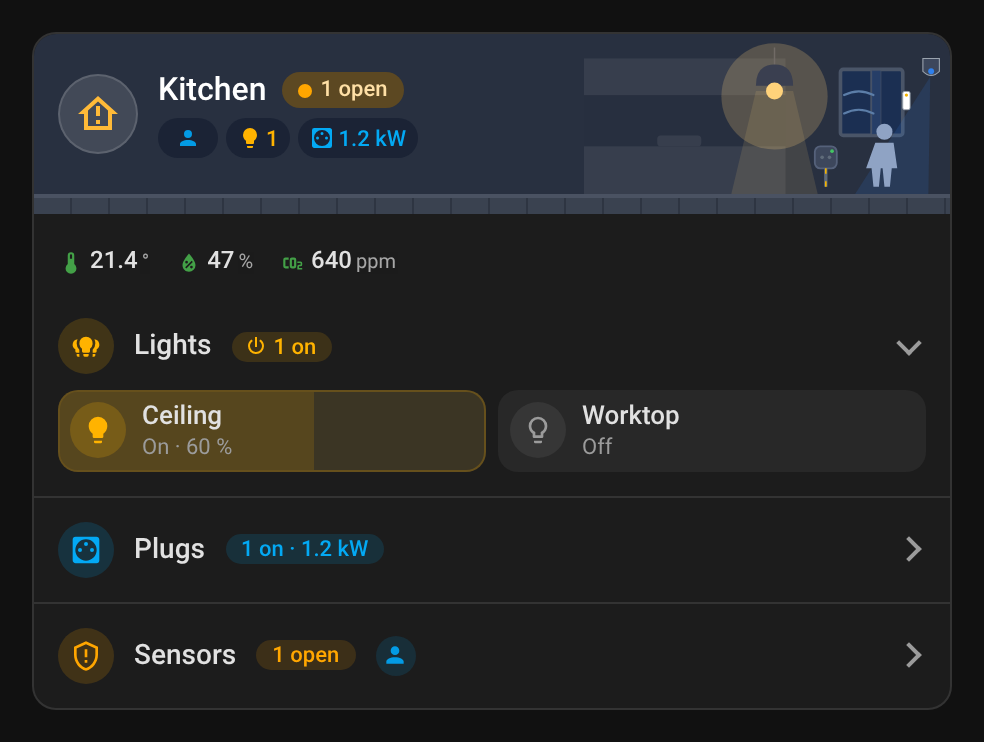 Kitchen
1 open
1
1.2 kW
21.4 °
47 %
CO₂ 640 ppm
Lights
1 on
Ceiling
On · 60 %
Worktop
Off
Plugs
1 on · 1.2 kW
Sensors
1 open